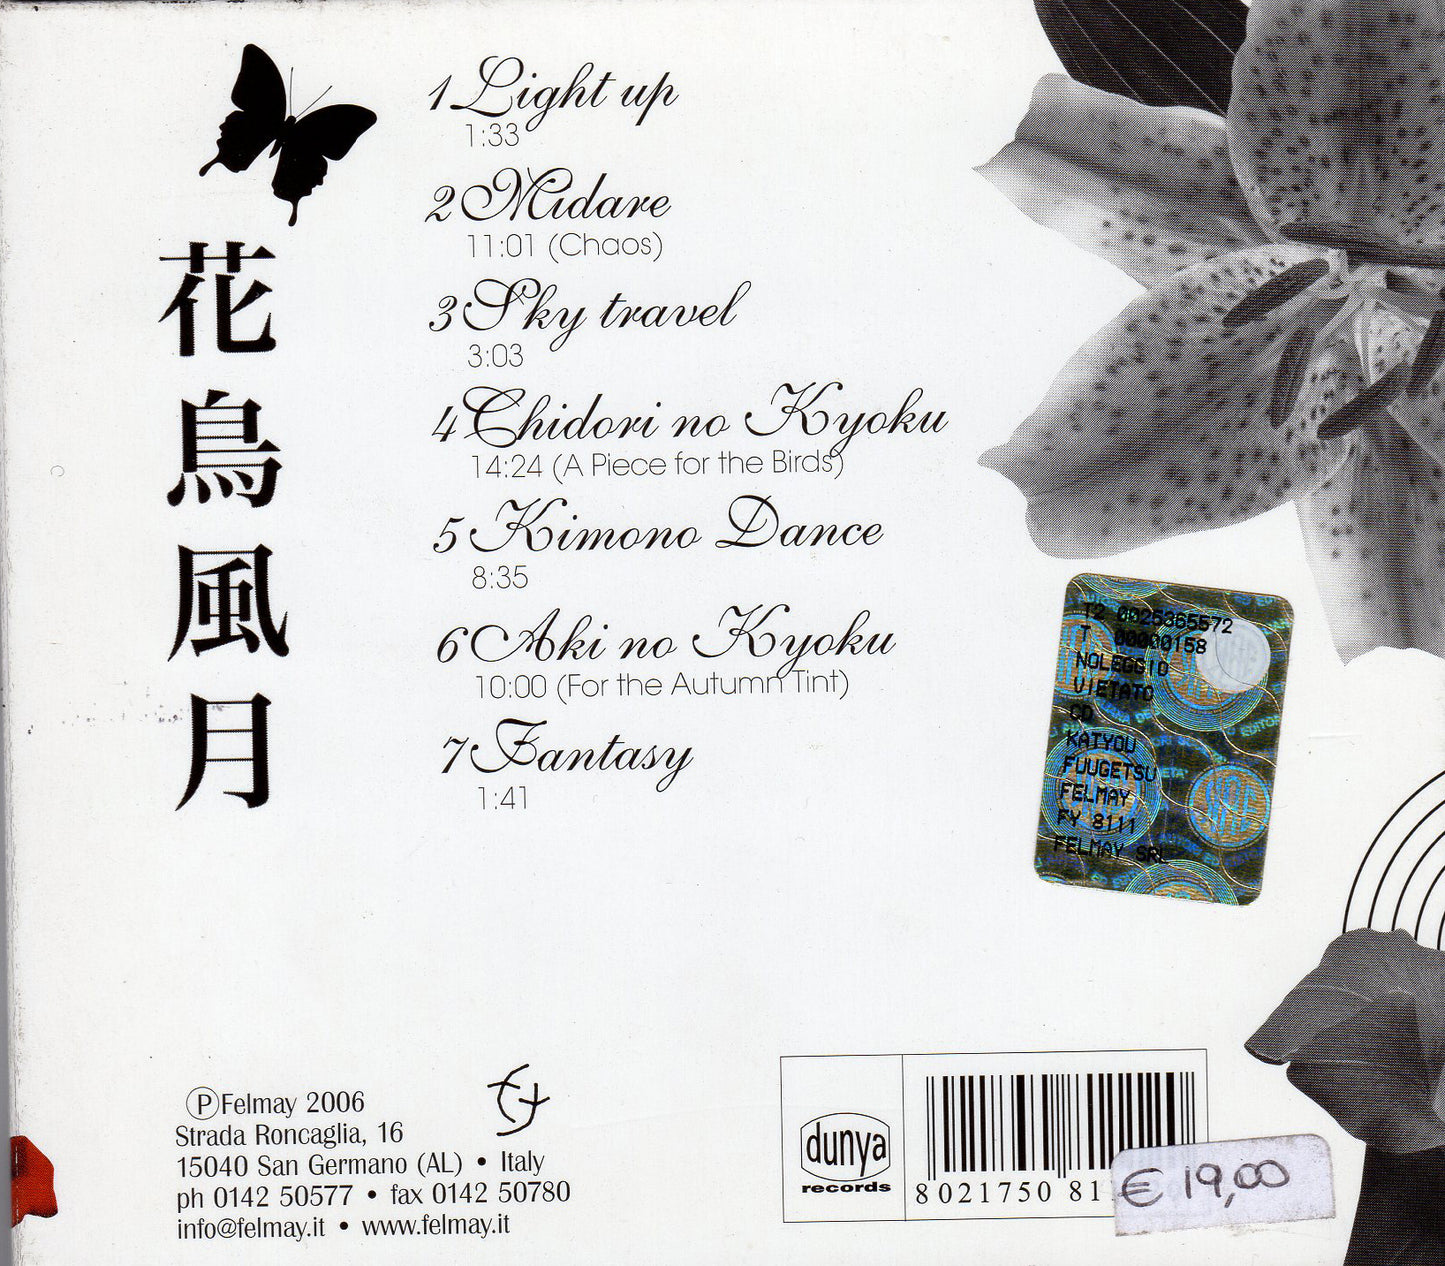 花鳥風月
1 Light up
1:33
2 Midare
11:01 (Chaos)
3 Sky travel
3:03
4 Chidori no Kyoku
14:24 (A Piece for the Birds)
5 Kimono Dance
8:35
6 Aki no Kyoku
10:00 (For the Autumn Tint)
7 Fantasy
1:41
T2 0025365572
T 00000158
NOLEGGIO
VIETATO
CD
KATYOU
FUUGETSU
FELMAY
FY 8111
FELMAY SRL
ⓅFelmay 2006
Strada Roncaglia, 16
15040 San Germano (AL) • Italy
ph 0142 50577 • fax 0142 50780
info@felmay.it • www.felmay.it
dunya
records
8 021750 81
€ 19,00